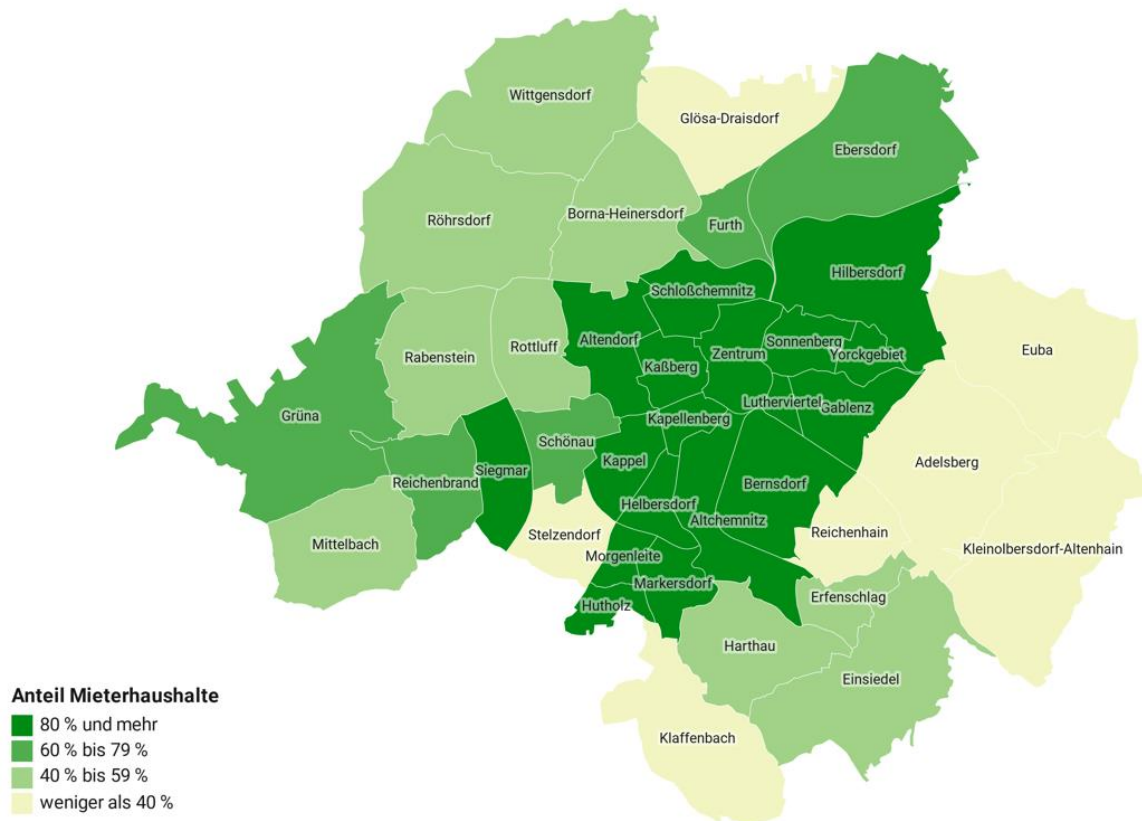 Wittgensdorf
Glösa-Draisdorf
Ebersdorf
Röhrsdorf
Borna-Heinersdorf
Furth
Hilbersdorf
Schloßchemnitz
Altendorf
Rottluff
Rabenstein
Kaßberg
Zentrum
Sonnenberg
Yorckgebiet
Euba
Grüna
Lutherviertel
Gablenz
Kapellenberg
Schönau
Siegmar
Reichenbrand
Kappel
Adelsberg
Bernsdorf
Helbersdorf
Altchemnitz
Stelzendorf
Reichenhain
Mittelbach
Kleinolbersdorf-Altenhain
Morgenleite
Markersdorf
Hutholz
Erfenschlag
Harthau
Einsiedel
Klaffenbach
Anteil Mieterhaushalte
80 % und mehr
60 % bis 79 %
40 % bis 59 %
weniger als 40 %